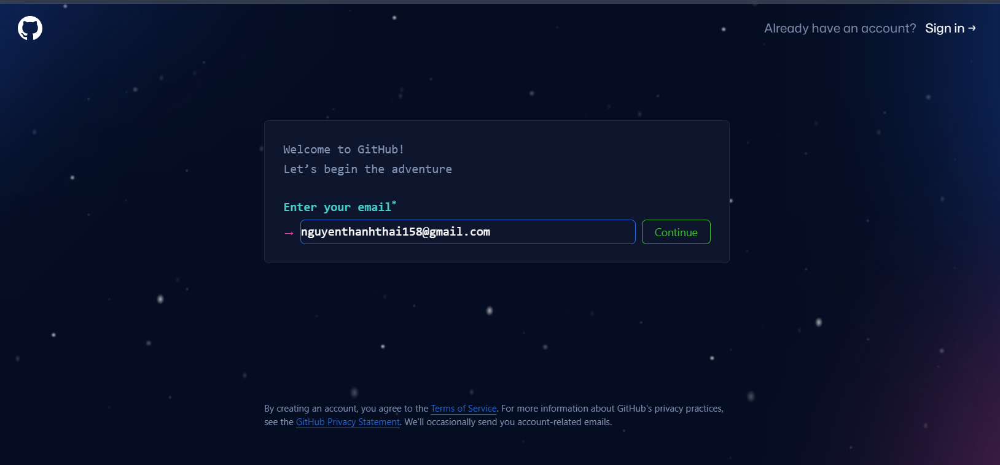 Already have an account? Sign in →
Welcome to GitHub!
Let’s begin the adventure
Enter your email*
→ nguyenthanhthai158@gmail.com Continue
By creating an account, you agree to the Terms of Service. For more information about GitHub's privacy practices,
see the GitHub Privacy Statement. We'll occasionally send you account-related emails.